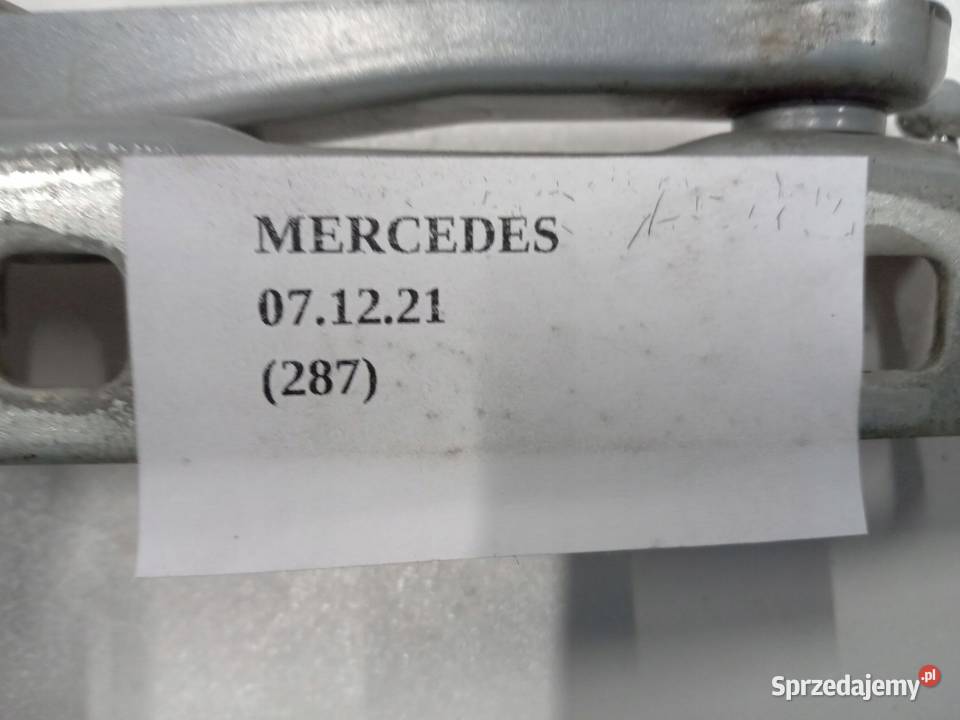 MERCEDES
07.12.21
(287)
Sprzedajemy.pl